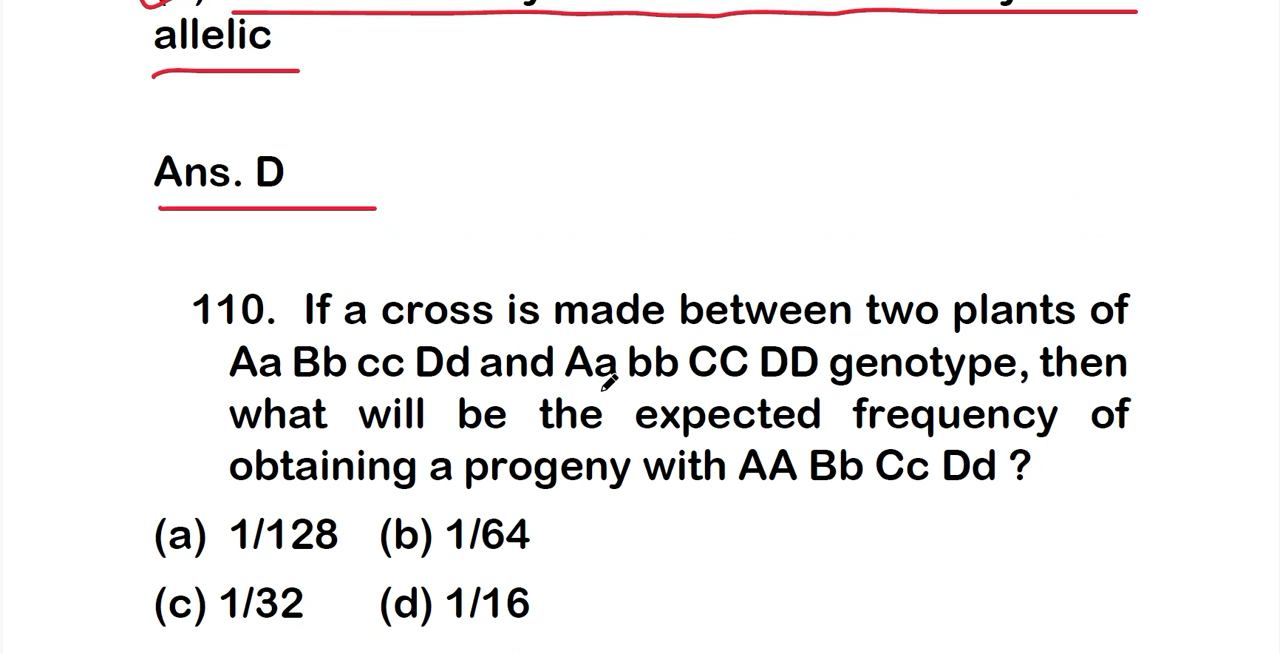 allelic
Ans. D
110. If a cross is made between two plants of
Aa Bb cc Dd and Aa bb CC DD genotype, then
what will be the expected frequency of
obtaining a progeny with AA Bb Cc Dd ?
(a) 1/128 (b) 1/64
(c) 1/32 (d) 1/16